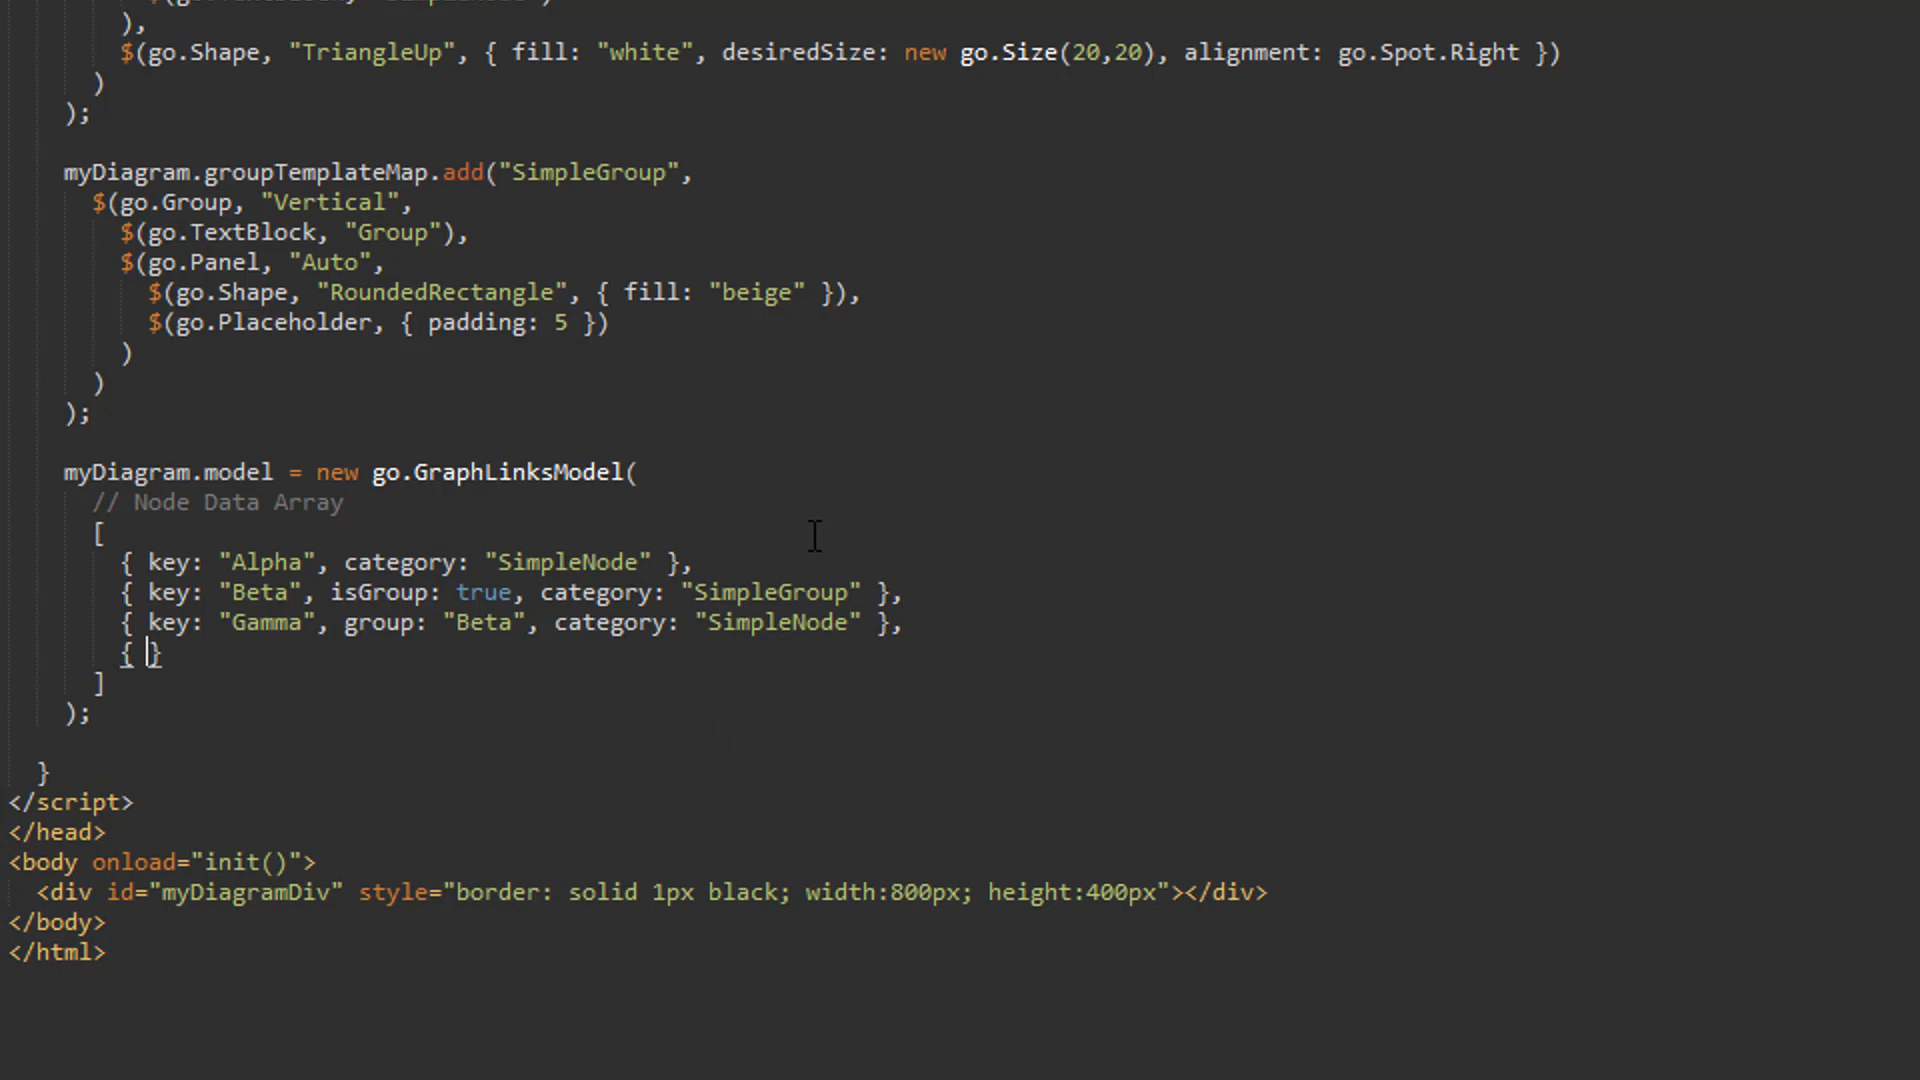 ),
$(go.Shape, "TriangleUp", { fill: "white", desiredSize: new go.Size(20,20), alignment: go.Spot.Right })
)
);
myDiagram.groupTemplateMap.add("SimpleGroup",
$(go.Group, "Vertical",
$(go.TextBlock, "Group"),
$(go.Panel, "Auto",
$(go.Shape, "RoundedRectangle", { fill: "beige" }),
$(go.Placeholder, { padding: 5 })
)
)
);
myDiagram.model = new go.GraphLinksModel(
// Node Data Array
[
{ key: "Alpha", category: "SimpleNode" },
{ key: "Beta", isGroup: true, category: "SimpleGroup" },
{ key: "Gamma", group: "Beta", category: "SimpleNode" },
{ }
]
);
}
</script>
</head>
<body onload="init()">
<div id="myDiagramDiv" style="border: solid 1px black; width:800px; height:400px"></div>
</body>
</html>